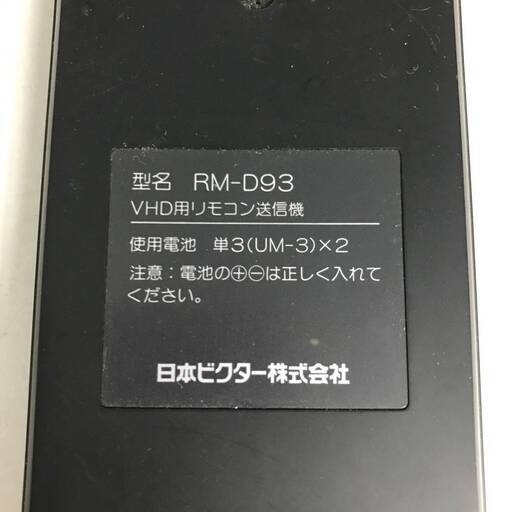 型名 RM-D93
VHD用リモコン送信機
使用電池 単3(UM-3)×2
注意：電池の⊕⊖は正しく入れて
ください。
日本ビクター株式会社